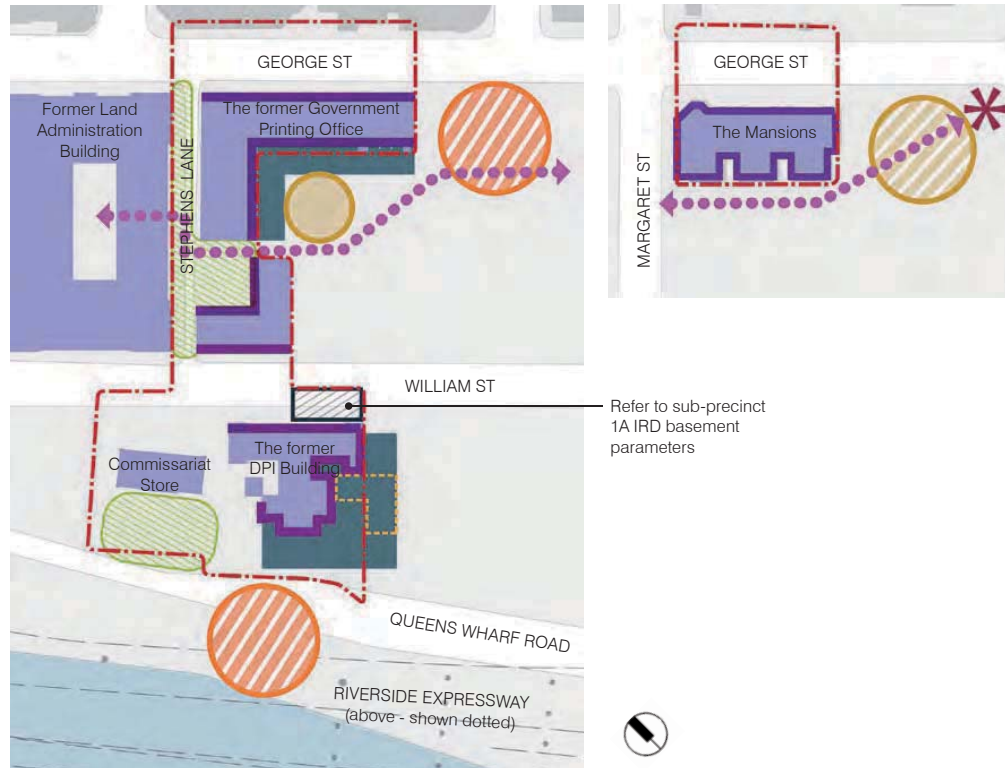 GEORGE ST
Former Land
Administration
Building
The former Government
Printing Office
STEPHENS LANE
WILLIAM ST
Commissariat
Store
The former
DPI Building
QUEENS WHARF ROAD
RIVERSIDE EXPRESSWAY
(above - shown dotted)
GEORGE ST
The Mansions
MARGARET ST
Refer to sub-precinct
1A IRD basement
parameters